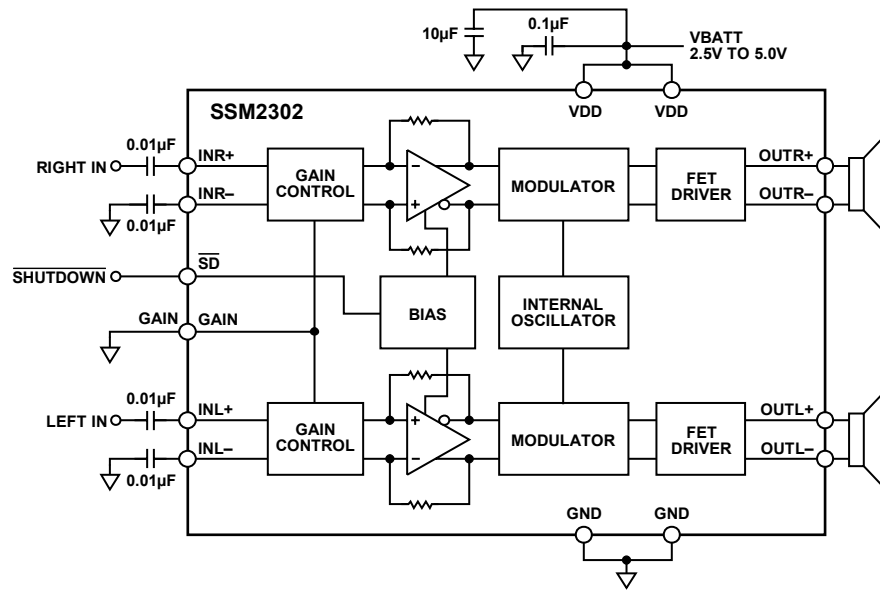 10µF
0.1µF
VBATT
2.5V TO 5.0V
SSM2302
VDD
VDD
0.01µF
RIGHT IN
INR+
GAIN
CONTROL
MODULATOR
FET
DRIVER
OUTR+
INR–
OUTR–
0.01µF
SD
SHUTDOWN
BIAS
INTERNAL
OSCILLATOR
GAIN
GAIN
0.01µF
LEFT IN
INL+
GAIN
CONTROL
MODULATOR
FET
DRIVER
OUTL+
INL–
OUTL–
0.01µF
GND
GND